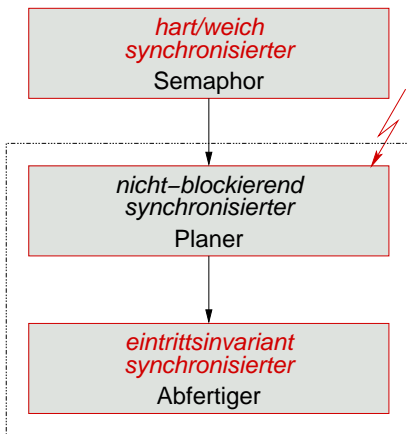 hart/weich
synchronisierter
Semaphor
nicht−blockierend
synchronisierter
Planer
eintrittsinvariant
synchronisierter
Abfertiger